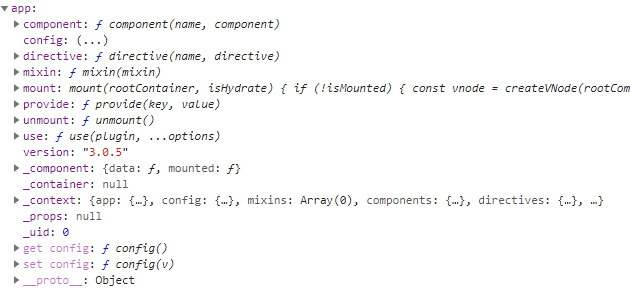 app:
component: ƒ component(name, component)
config: (...)
directive: ƒ directive(name, directive)
mixin: ƒ mixin(mixin)
mount: mount(rootContainer, isHydrate) { if (!isMounted) { const vnode = createVNode(rootCom
provide: ƒ provide(key, value)
unmount: ƒ unmount()
use: ƒ use(plugin, ...options)
version: "3.0.5"
_component: {data: ƒ, mounted: ƒ}
_container: null
_context: {app: {…}, config: {…}, mixins: Array(0), components: {…}, directives: {…}, …}
_props: null
_uid: 0
get config: ƒ config()
set config: ƒ config(v)
__proto__: Object